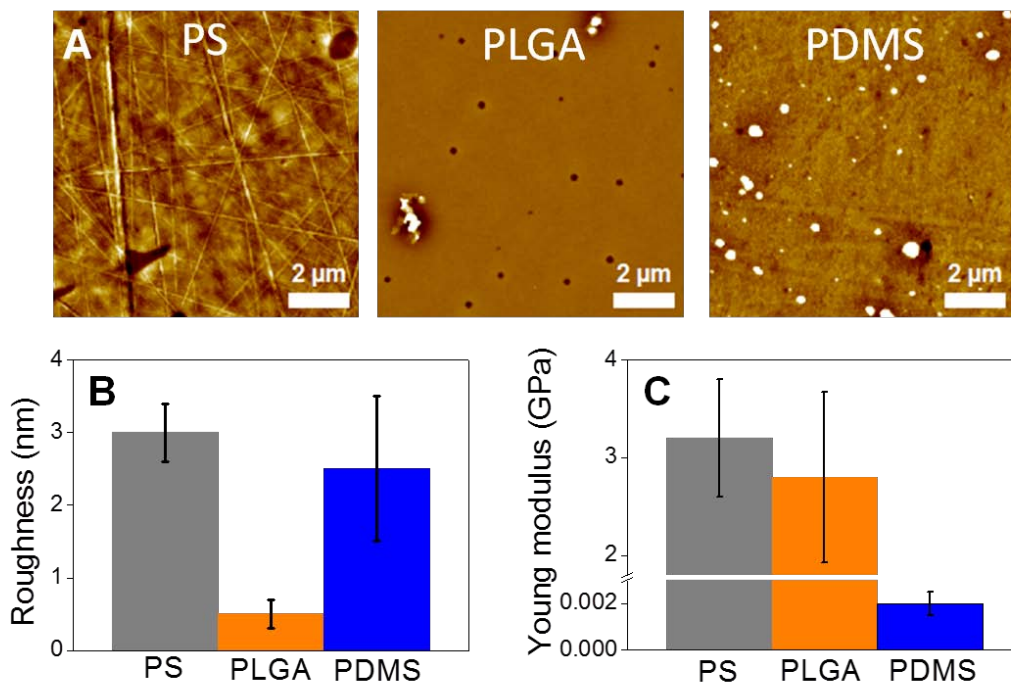 A PS PLGA PDMS
2 µm 2 µm 2 µm
B
Roughness (nm)
4
3
2
1
0
PS PLGA PDMS
C
Young modulus (GPa)
4
3
2
0.002
0.000
PS PLGA PDMS